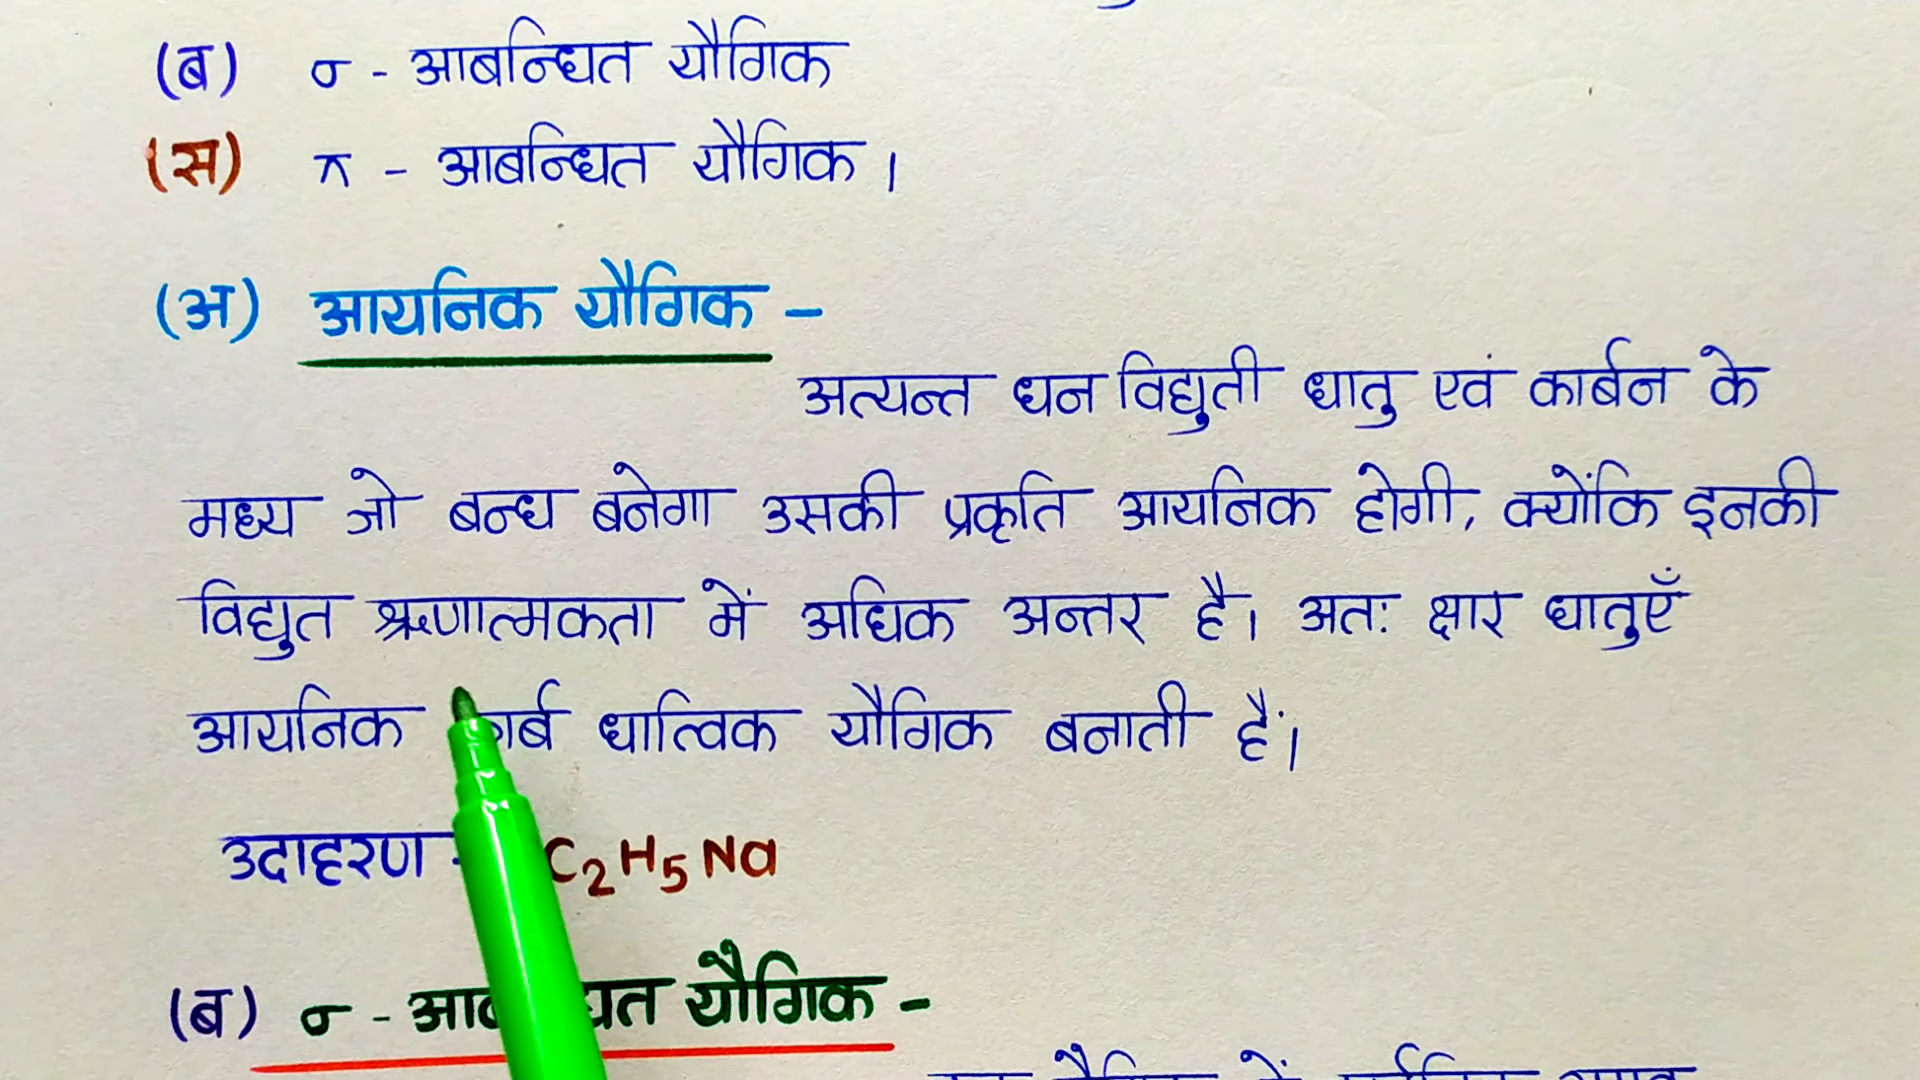 (ब) σ - आबन्धित यौगिक
(स) π - आबन्धित यौगिक।
(अ) आयनिक यौगिक -
अत्यन्त धन विद्युती धातु एवं कार्बन के
मध्य जो बन्ध बनेगा उसकी प्रकृति आयनिक होगी, क्योंकि इनकी
विद्युत ऋणात्मकता में अधिक अन्तर है। अतः क्षार धातुएँ
आयनिक कार्ब धात्विक यौगिक बनाती हैं।
उदाहरण - C₂H₅Na
(ब) σ - आबन्धित यौगिक -